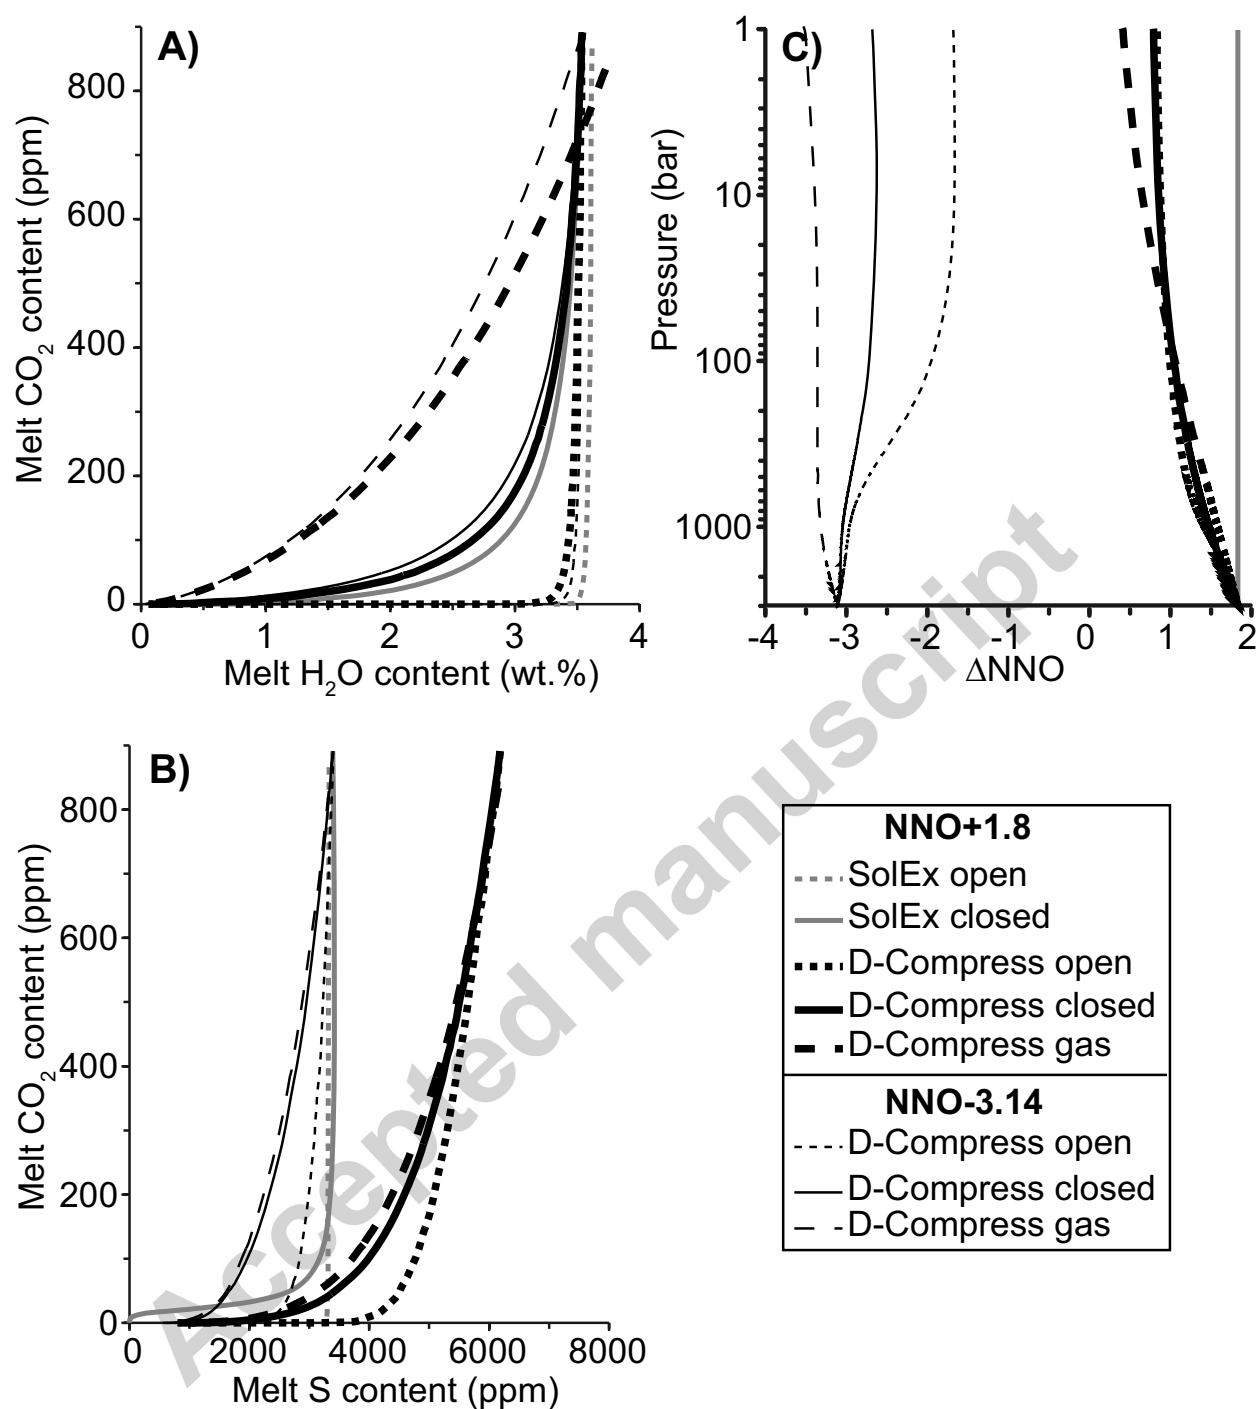 A)
800
600
400
200
0
Melt CO₂ content (ppm)
0 1 2 3 4
Melt H₂O content (wt.%)
C)
1
10
100
1000
Pressure (bar)
-4 -3 -2 -1 0 1 2
ΔNNO
B)
800
600
400
200
0
Melt CO₂ content (ppm)
0 2000 4000 6000 8000
Melt S content (ppm)
NNO+1.8
SolEx open
SolEx closed
D-Compress open
D-Compress closed
D-Compress gas
NNO-3.14
D-Compress open
D-Compress closed
D-Compress gas
Accepted manuscript